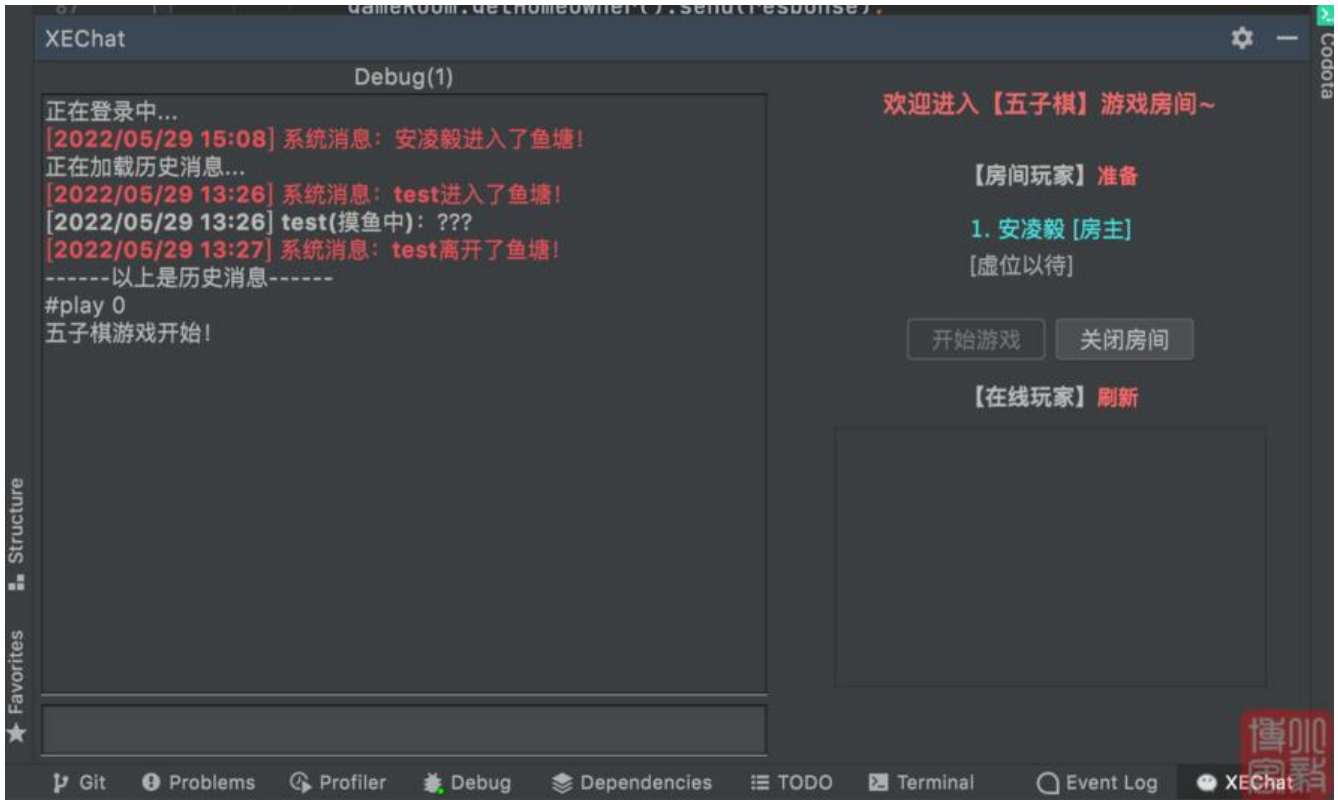 87 gameRoom.getHomeowner().send(response);
XEChat
Codota
Debug(1)
正在登录中...
[2022/05/29 15:08] 系统消息：安凌毅进入了鱼塘！
正在加载历史消息...
[2022/05/29 13:26] 系统消息：test进入了鱼塘！
[2022/05/29 13:26] test(摸鱼中)：???
[2022/05/29 13:27] 系统消息：test离开了鱼塘！
------以上是历史消息------
#play 0
五子棋游戏开始！
欢迎进入【五子棋】游戏房间~
【房间玩家】准备
1. 安凌毅 [房主]
[虚位以待]
开始游戏 关闭房间
【在线玩家】刷新
Structure
Favorites
Git Problems Profiler Debug Dependencies TODO Terminal Event Log XEChat